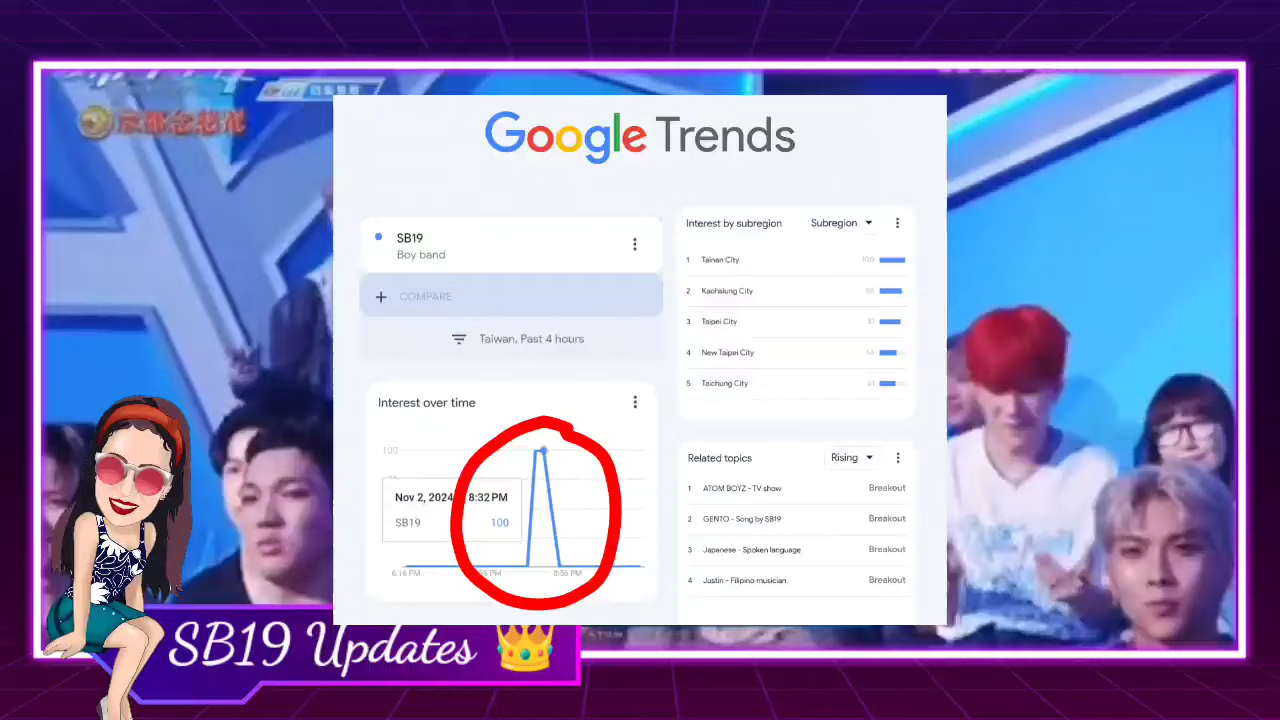 Google Trends
SB19
Boy band
+ COMPARE
Taiwan, Past 4 hours
Interest over time
100
Nov 2, 2024
8:32 PM
SB19
100
6:16 PM
8:56 PM
Interest by subregion
Subregion
1 Tainan City 100
2 Kaohsiung City 88
3 Taipei City 81
4 New Taipei City 66
5 Taichung City 61
Related topics
Rising
1 ATOM BOYZ - TV show Breakout
2 GENTO - Song by SB19 Breakout
3 Japanese - Spoken language Breakout
4 Justin - Filipino musician Breakout
SB19 Updates